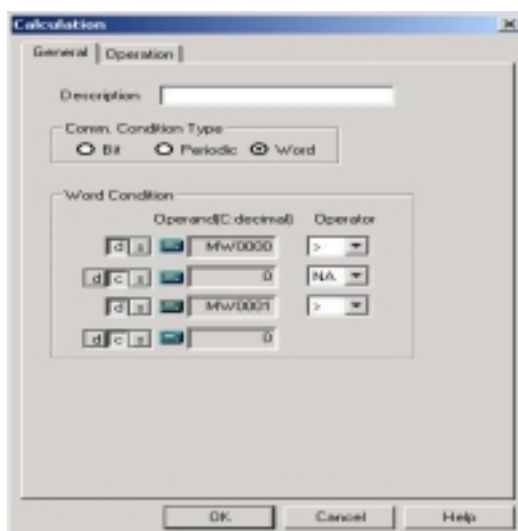 Calculation
General Operation
Description
Comm. Condition Type
Bit Periodic Word
Word Condition
Operand(C:decimal) Operator
d s MW0000 >
d c s 0 NA
d s MW0001 >
d c s 0
OK Cancel Help